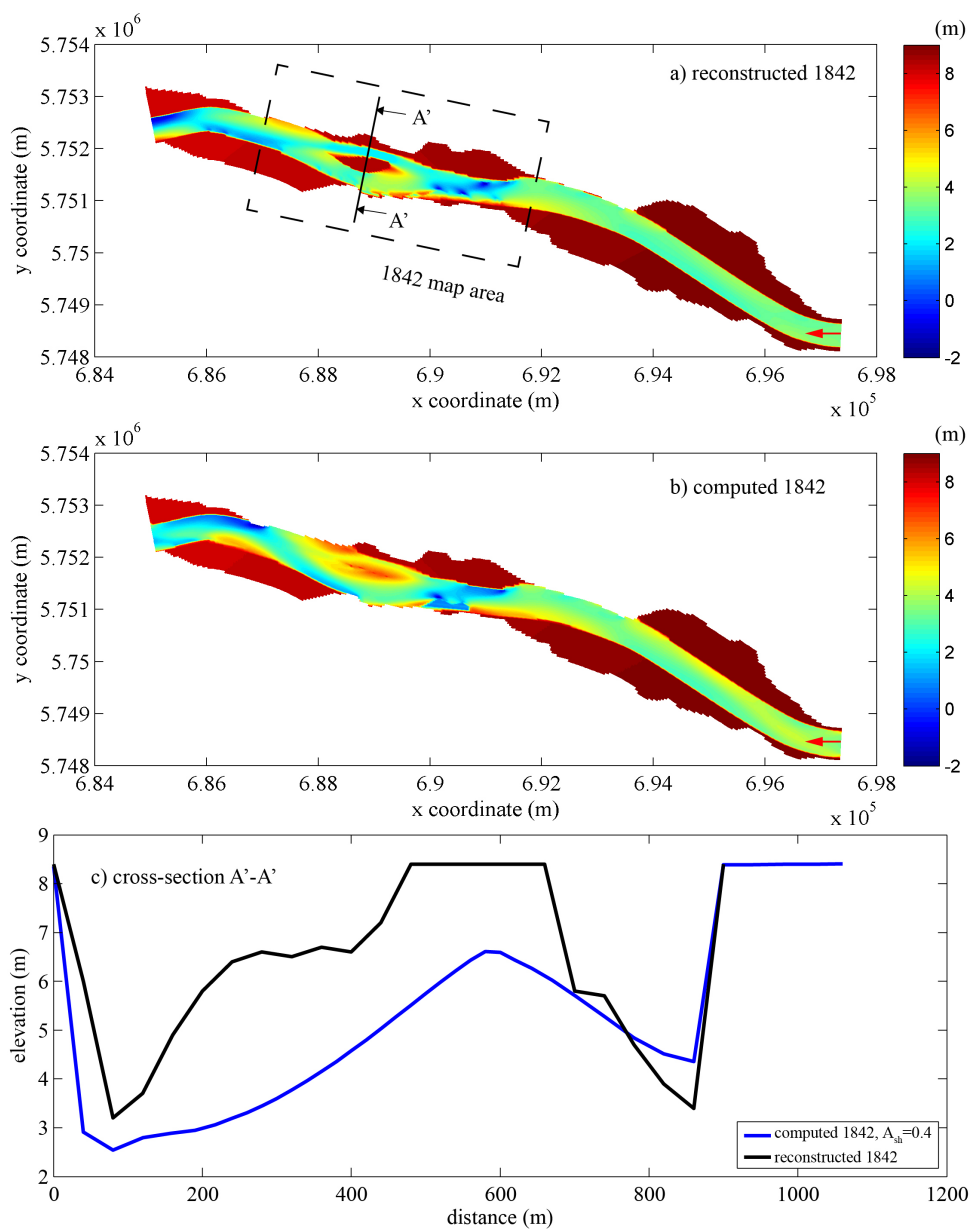 x 10^6
(m)
5.754
5.753
5.752
5.751
5.75
5.749
5.748
y coordinate (m)
a) reconstructed 1842
A'
A'
1842 map area
8
6
4
2
0
-2
6.84
6.86
6.88
6.9
6.92
6.94
6.96
6.98
x coordinate (m)
x 10^5
x 10^6
(m)
5.754
5.753
5.752
5.751
5.75
5.749
5.748
y coordinate (m)
b) computed 1842
8
6
4
2
0
-2
6.84
6.86
6.88
6.9
6.92
6.94
6.96
6.98
x coordinate (m)
x 10^5
9
8
7
6
5
4
3
2
elevation (m)
c) cross-section A'-A'
computed 1842, A_sh=0.4
reconstructed 1842
0
200
400
600
800
1000
1200
distance (m)